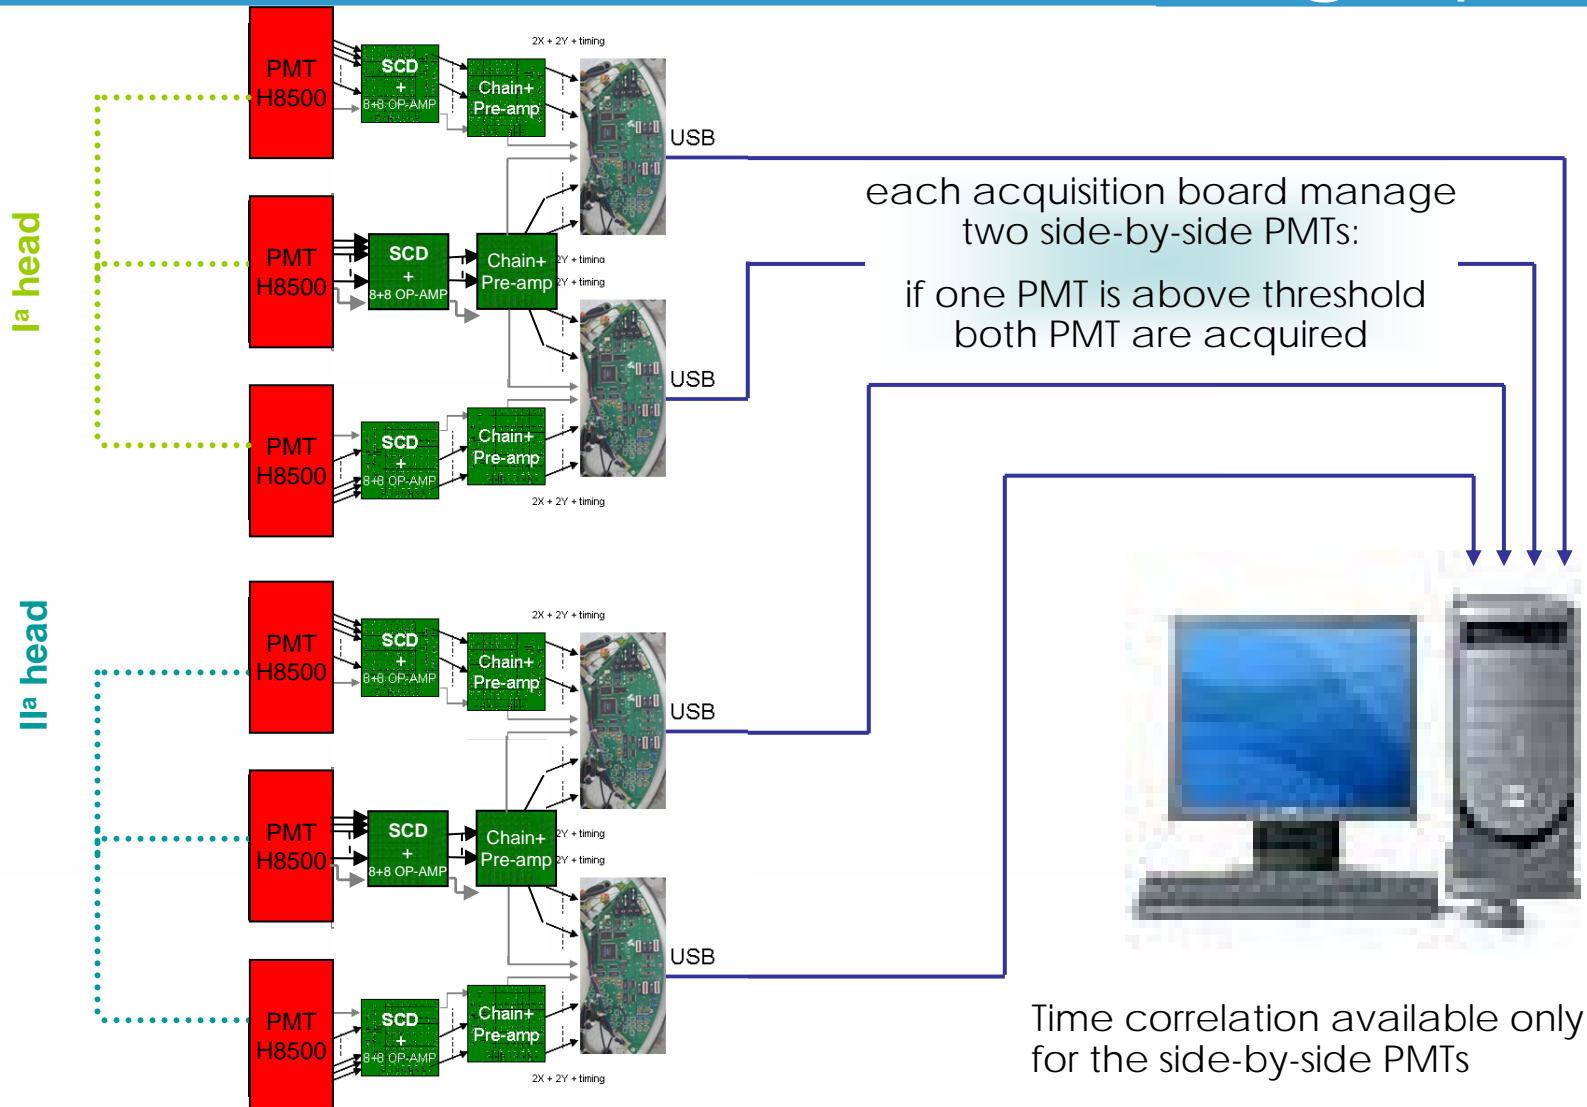 PMT
H8500
SCD
+
8+8 OP-AMP
Chain+
Pre-amp
2X + 2Y + timing
USB
Iª head
PMT
H8500
SCD
+
8+8 OP-AMP
Chain+
Pre-amp
2Y + timing
2Y + timing
each acquisition board manage
two side-by-side PMTs:
if one PMT is above threshold
both PMT are acquired
USB
PMT
H8500
SCD
+
8+8 OP-AMP
Chain+
Pre-amp
2X + 2Y + timing
IIª head
PMT
H8500
SCD
+
8+8 OP-AMP
Chain+
Pre-amp
2X + 2Y + timing
USB
PMT
H8500
SCD
+
8+8 OP-AMP
Chain+
Pre-amp
2Y + timing
2Y + timing
USB
PMT
H8500
SCD
+
8+8 OP-AMP
Chain+
Pre-amp
2X + 2Y + timing
Time correlation available only
for the side-by-side PMTs